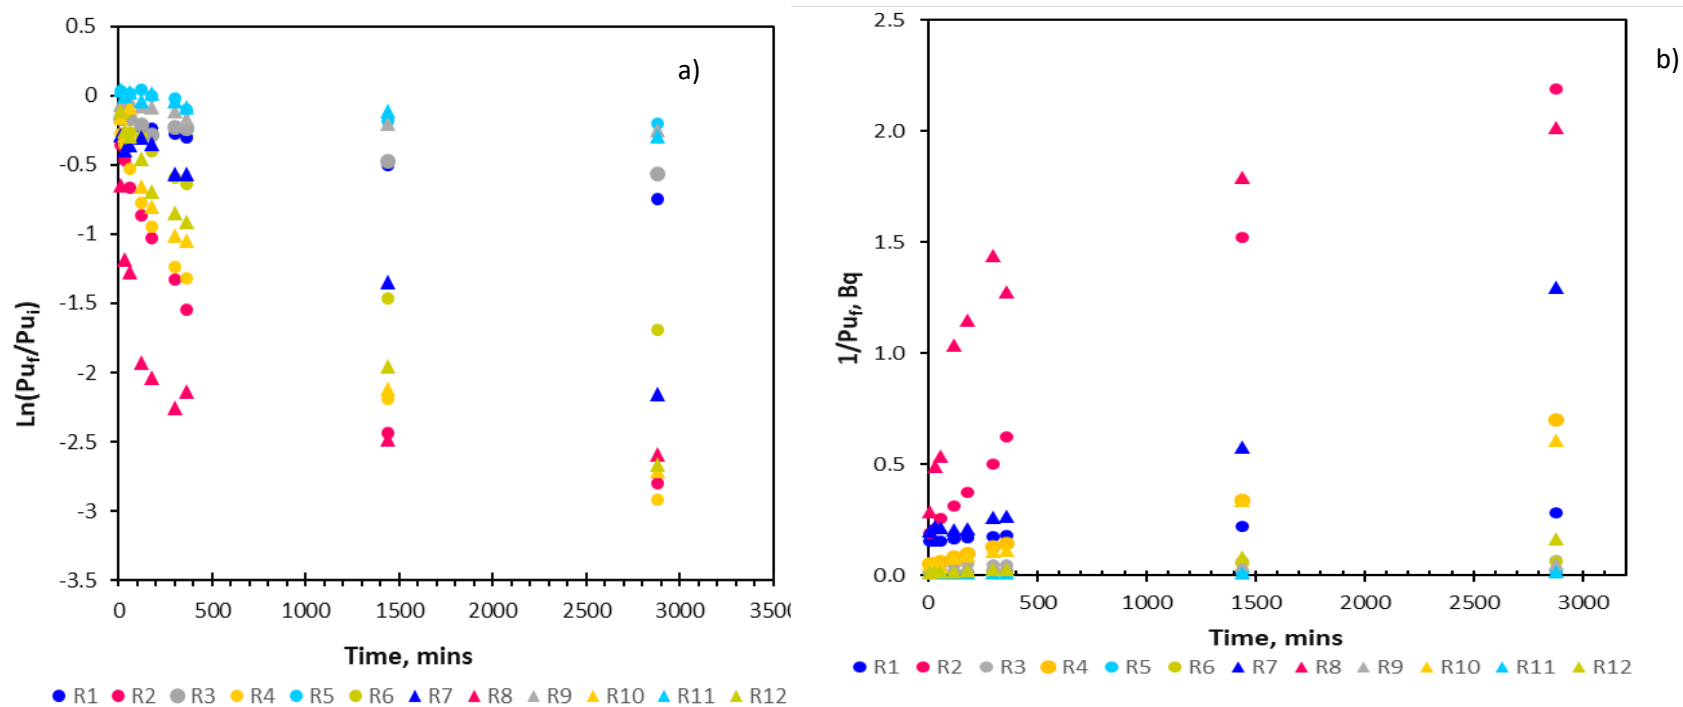 a)
0.5
0
-0.5
-1
-1.5
-2
-2.5
-3
-3.5
Ln(Puf/Pui)
0 500 1000 1500 2000 2500 3000 3500
Time, mins
R1 R2 R3 R4 R5 R6 R7 R8 R9 R10 R11 R12
b)
2.5
2.0
1.5
1.0
0.5
0.0
1/Puf, Bq
0 500 1000 1500 2000 2500 3000
Time, mins
R1 R2 R3 R4 R5 R6 R7 R8 R9 R10 R11 R12